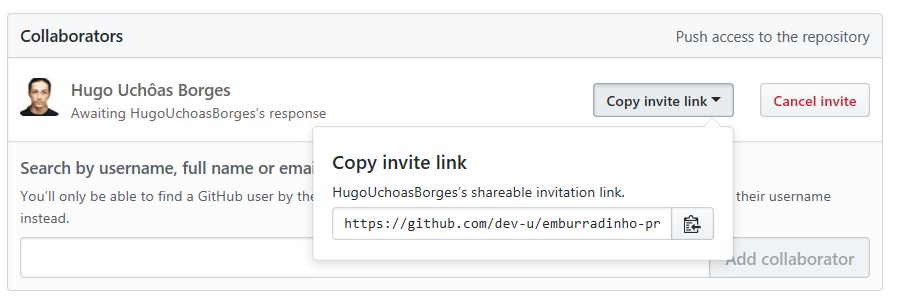 Collaborators
Push access to the repository
Hugo Uchôas Borges
Awaiting HugoUchoasBorges's response
Copy invite link
Cancel invite
Copy invite link
HugoUchoasBorges's shareable invitation link.
https://github.com/dev-u/emburradinho-pr
Search by username, full name or emai
You'll only be able to find a GitHub user by the
their username
instead.
Add collaborator